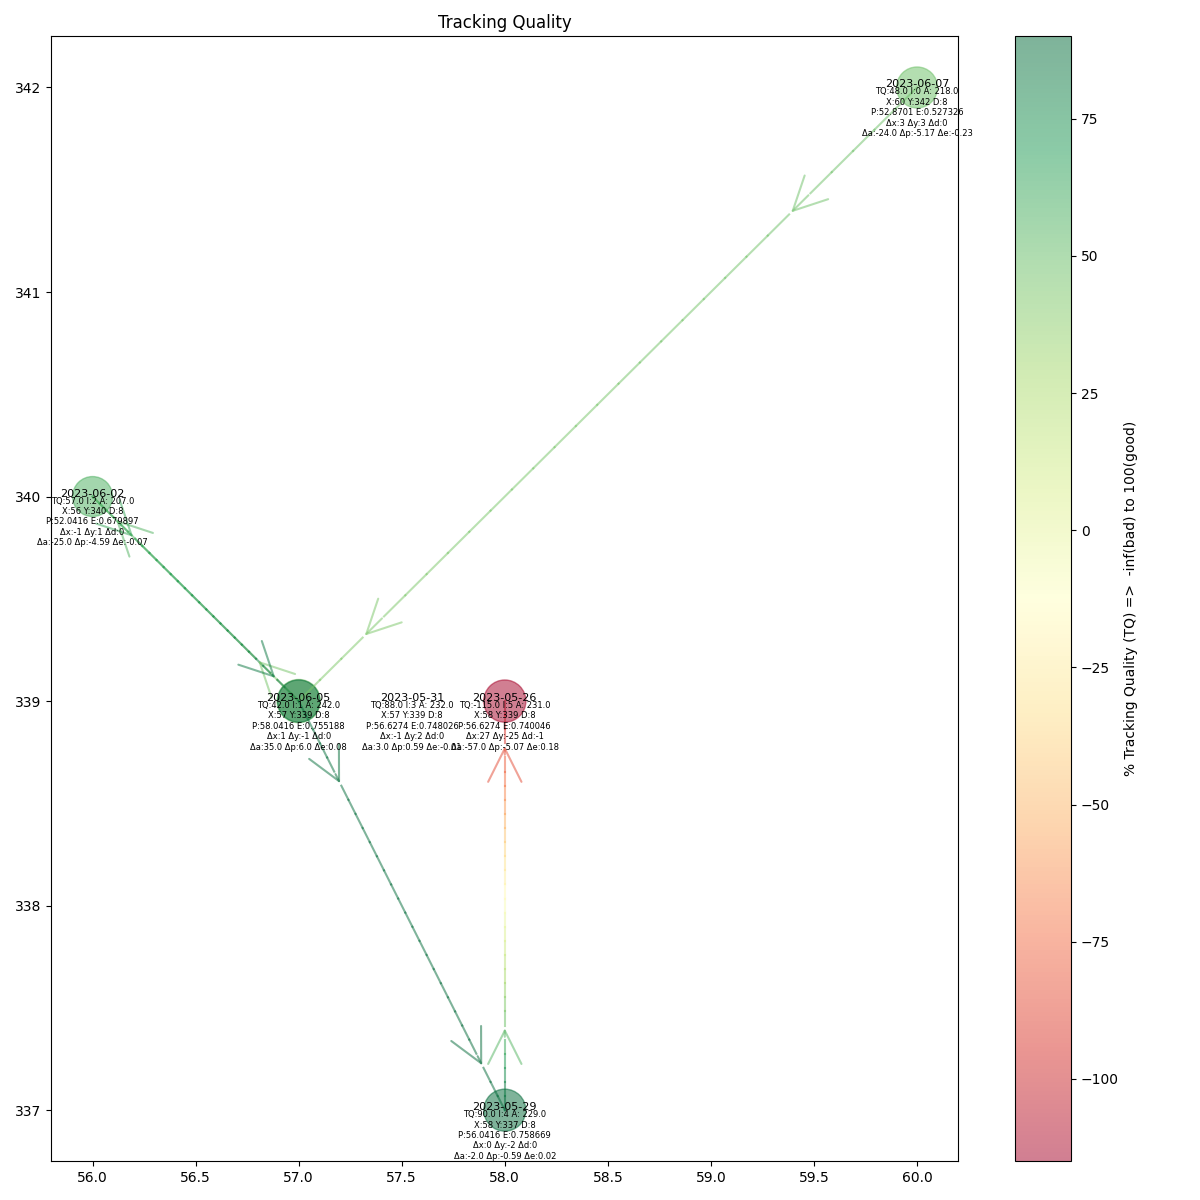 Tracking Quality
342
341
340
339
338
337
2023-06-07
TQ:48.0 I:0 A: 218.0
X:60 Y:342 D:8
P:52.8701 E:0.527326
Δx:3 Δy:3 Δd:0
Δa:-24.0 Δp:-5.17 Δe:-0.23
2023-06-02
TQ:57.0 I:2 A: 207.0
X:56 Y:340 D:8
P:52.0416 E:0.679897
Δx:-1 Δy:1 Δd:0
Δa:-25.0 Δp:-4.59 Δe:-0.07
2023-06-05
TQ:42.0 I:1 A: 242.0
X:57 Y:339 D:8
P:58.0416 E:0.755188
Δx:1 Δy:-1 Δd:0
Δa:35.0 Δp:6.0 Δe:0.08
2023-05-31
TQ:88.0 I:3 A: 232.0
X:57 Y:339 D:8
P:56.6274 E:0.748026
Δx:-1 Δy:2 Δd:0
Δa:3.0 Δp:0.59 Δe:-0.01
2023-05-26
TQ:-115.0 I:5 A: 231.0
X:58 Y:339 D:8
P:56.6274 E:0.740046
Δx:27 Δy:-25 Δd:-1
Δa:-57.0 Δp:-5.07 Δe:0.18
2023-05-29
TQ:90.0 I:4 A: 229.0
X:58 Y:337 D:8
P:56.0416 E:0.758669
Δx:0 Δy:-2 Δd:0
Δa:-2.0 Δp:-0.59 Δe:0.02
56.0 56.5 57.0 57.5 58.0 58.5 59.0 59.5 60.0
75
50
25
0
−25
−50
−75
−100
% Tracking Quality (TQ) => -inf(bad) to 100(good)